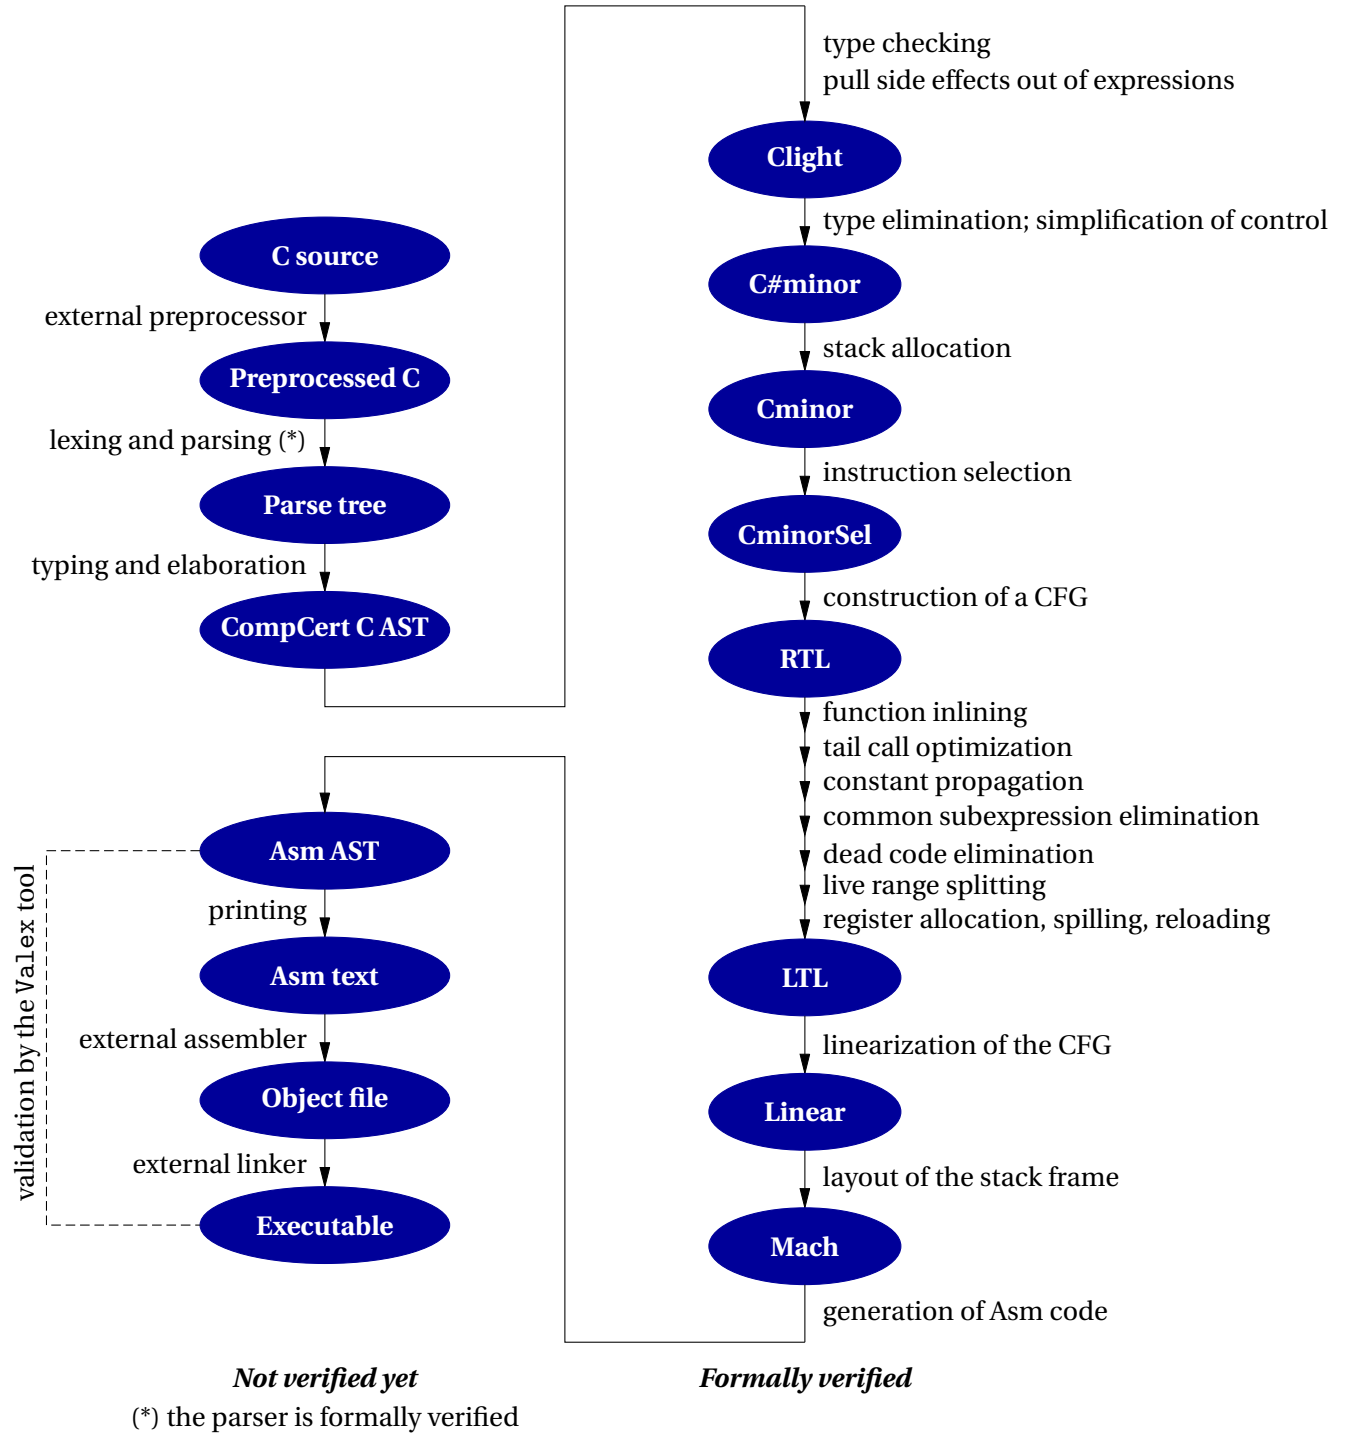 C source
external preprocessor
Preprocessed C
lexing and parsing (*)
Parse tree
typing and elaboration
CompCert C AST
type checking
pull side effects out of expressions
Clight
type elimination; simplification of control
C#minor
stack allocation
Cminor
instruction selection
CminorSel
construction of a CFG
RTL
function inlining
tail call optimization
constant propagation
common subexpression elimination
dead code elimination
live range splitting
register allocation, spilling, reloading
LTL
linearization of the CFG
Linear
layout of the stack frame
Mach
generation of Asm code
Asm AST
printing
Asm text
external assembler
Object file
external linker
Executable
validation by the Valex tool
Not verified yet
(*) the parser is formally verified
Formally verified